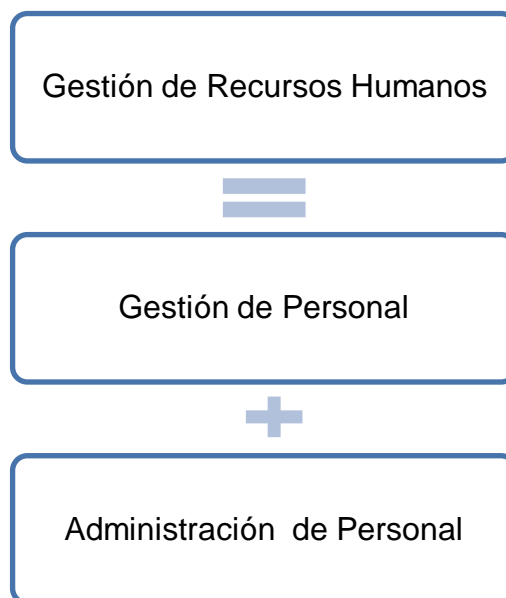 Gestión de Recursos Humanos
=
Gestión de Personal
+
Administración de Personal